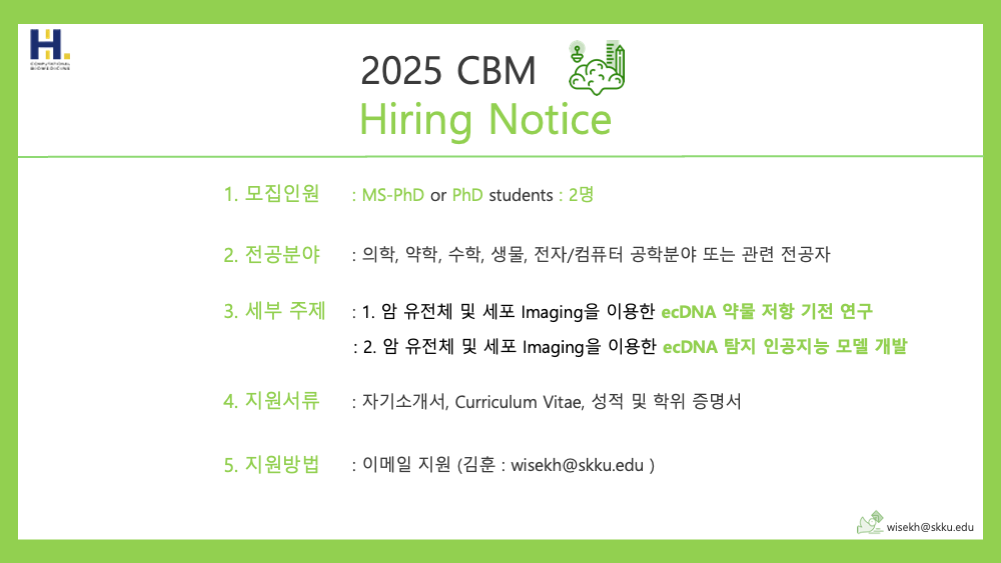 H.
COMPUTATIONAL
BIOMEDICINE
2025 CBM
Hiring Notice
1. 모집인원 : MS-PhD or PhD students : 2명
2. 전공분야 : 의학, 약학, 수학, 생물, 전자/컴퓨터 공학분야 또는 관련 전공자
3. 세부 주제 : 1. 암 유전체 및 세포 Imaging을 이용한 ecDNA 약물 저항 기전 연구
: 2. 암 유전체 및 세포 Imaging을 이용한 ecDNA 탐지 인공지능 모델 개발
4. 지원서류 : 자기소개서, Curriculum Vitae, 성적 및 학위 증명서
5. 지원방법 : 이메일 지원 (김훈 : wisekh@skku.edu )
wisekh@skku.edu